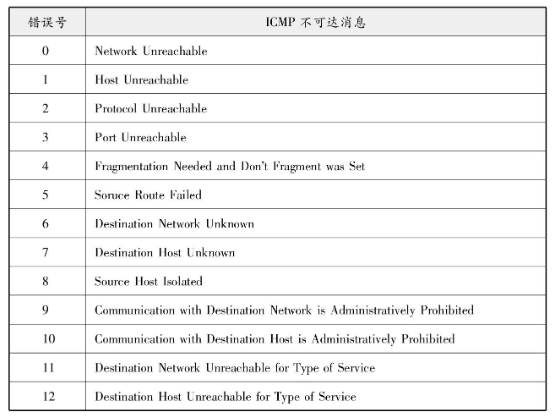 错误号 ICMP 不可达消息
0 Network Unreachable
1 Host Unreachable
2 Protocol Unreachable
3 Port Unreachable
4 Fragmentation Needed and Don't Fragment was Set
5 Soruce Route Failed
6 Destination Network Unknown
7 Destination Host Unknown
8 Source Host Isolated
9 Communication with Destination Network is Administratively Prohibited
10 Communication with Destination Host is Administratively Prohibited
11 Destination Network Unreachable for Type of Service
12 Destination Host Unreachable for Type of Service